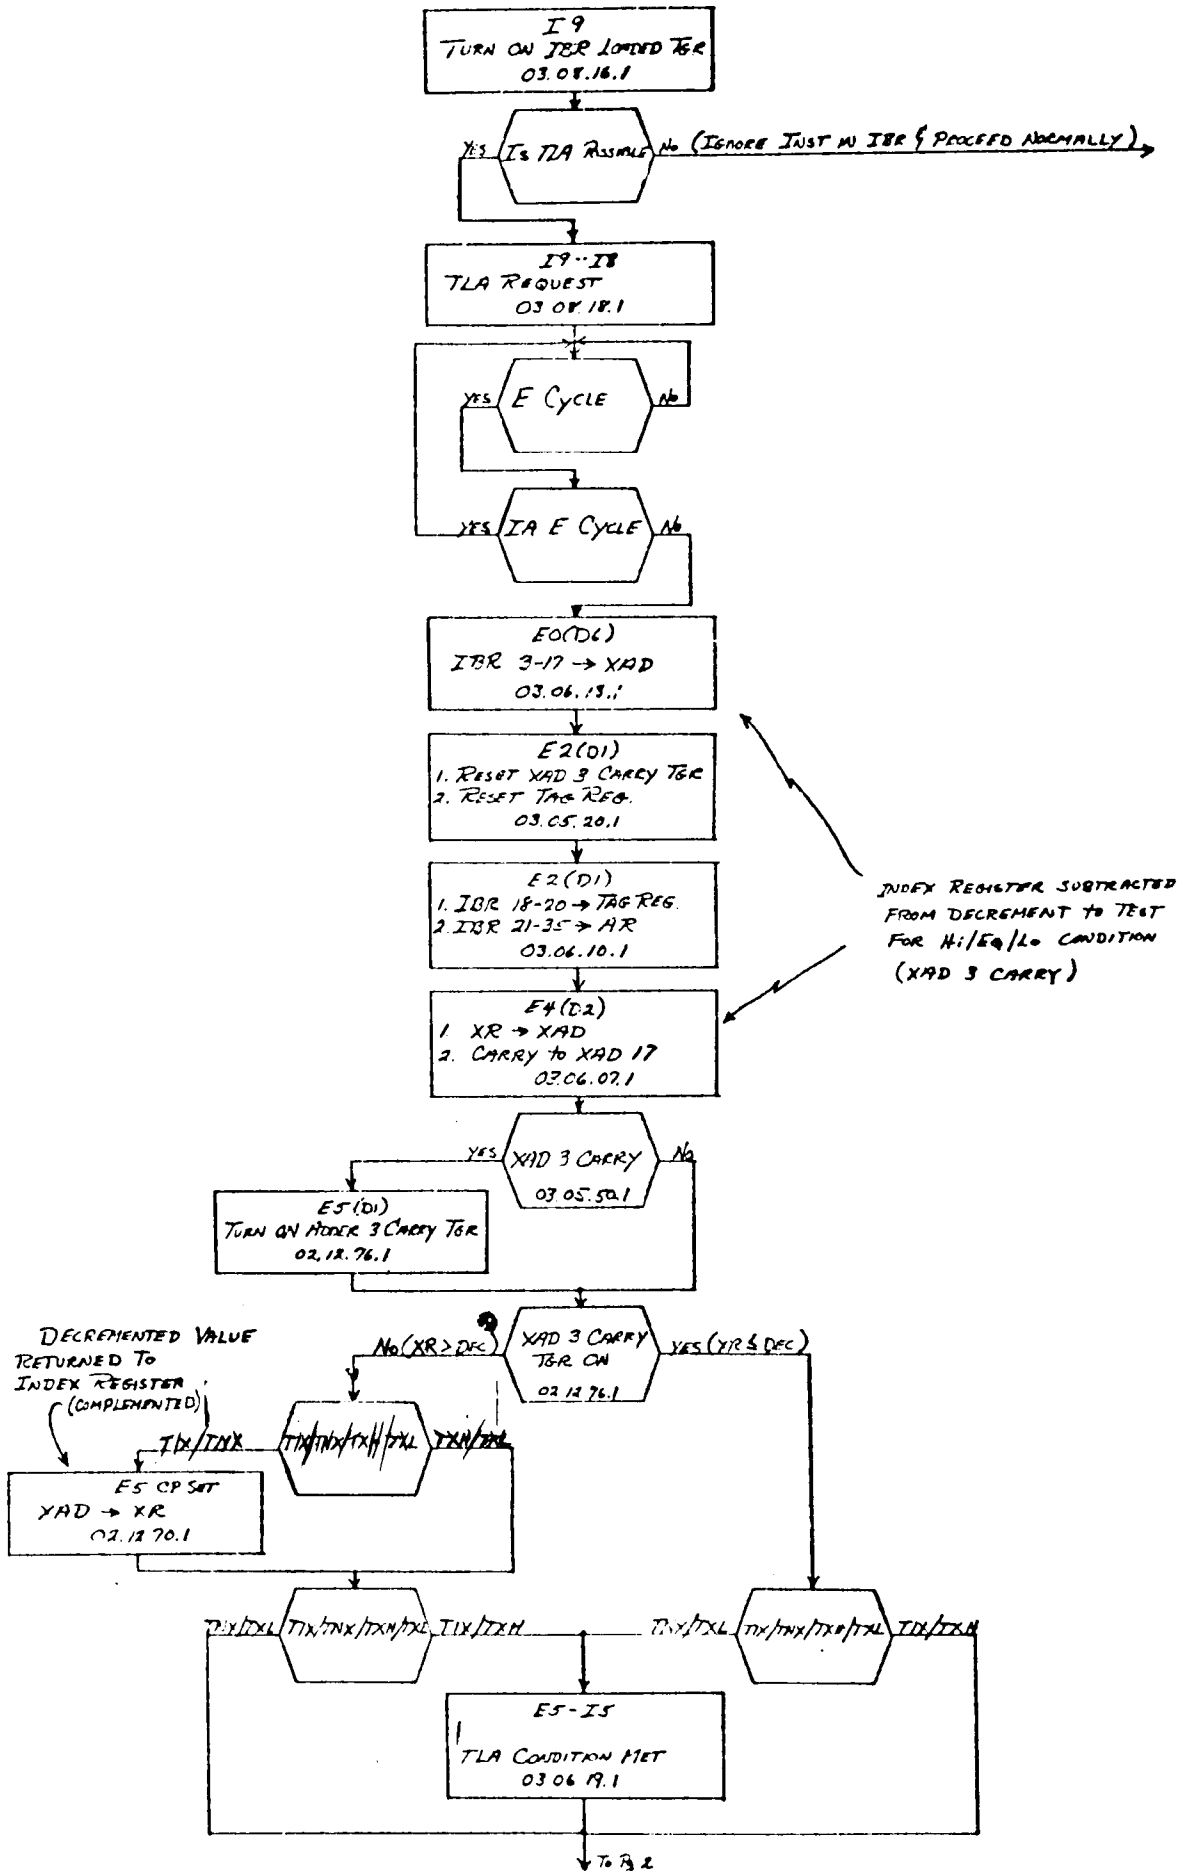 I9
TURN ON IBR LOADED TGR
03.08.16.1
YES
IS TLA POSSIBLE
NO (IGNORE INST IN IBR & PROCEED NORMALLY)
I9--I8
TLA REQUEST
03 08.18.1
YES
E CYCLE
NO
YES
IA E CYCLE
NO
E0(D6)
IBR 3-17 → XAD
03.06.13.1
E2(D1)
1. RESET XAD 3 CARRY TGR
2. RESET TAG REG.
03.05.20.1
E2(D1)
1. IBR 18-20 → TAG REG.
2. IBR 21-35 → AR
03.06.10.1
INDEX REGISTER SUBTRACTED
FROM DECREMENT to TEST
FOR Hi/EQ/Lo CONDITION
(XAD 3 CARRY)
E4(D2)
1. XR → XAD
2. CARRY to XAD 17
03.06.07.1
YES
XAD 3 CARRY
NO
03.05.50.1
E5(D1)
TURN ON ADDER 3 CARRY TGR
02.12.76.1
NO (XR > DEC)
XAD 3 CARRY
TGR ON
02 12 76.1
YES (XR ≤ DEC)
DECREMENTED VALUE
RETURNED TO
INDEX REGISTER
(COMPLEMENTED)
TIX/TNX
TIX/TNX/TXH/TXL
TXH/TXL
E5 CP SET
XAD → XR
02.12 70.1
TNX/TXL
TIX/TNX/TXH/TXL
TIX/TXH
TNX/TXL
TIX/TNX/TXH/TXL
TIX/TXH
E5-I5
TLA CONDITION MET
03 06 19.1
To Pg 2